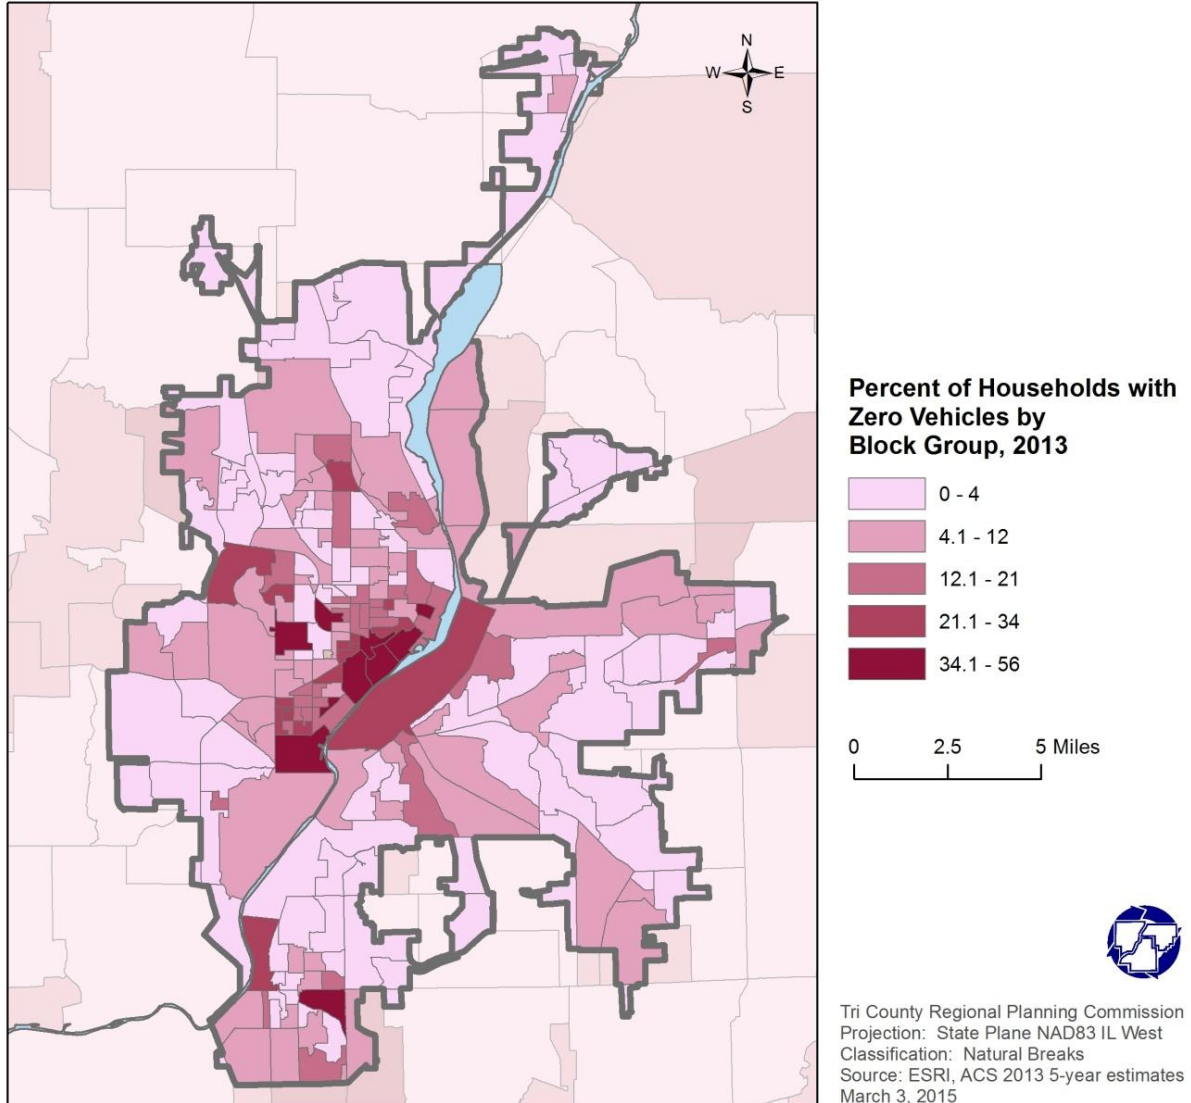 N
W E
S
Percent of Households with
Zero Vehicles by
Block Group, 2013
0 - 4
4.1 - 12
12.1 - 21
21.1 - 34
34.1 - 56
0 2.5 5 Miles
Tri County Regional Planning Commission
Projection: State Plane NAD83 IL West
Classification: Natural Breaks
Source: ESRI, ACS 2013 5-year estimates
March 3, 2015